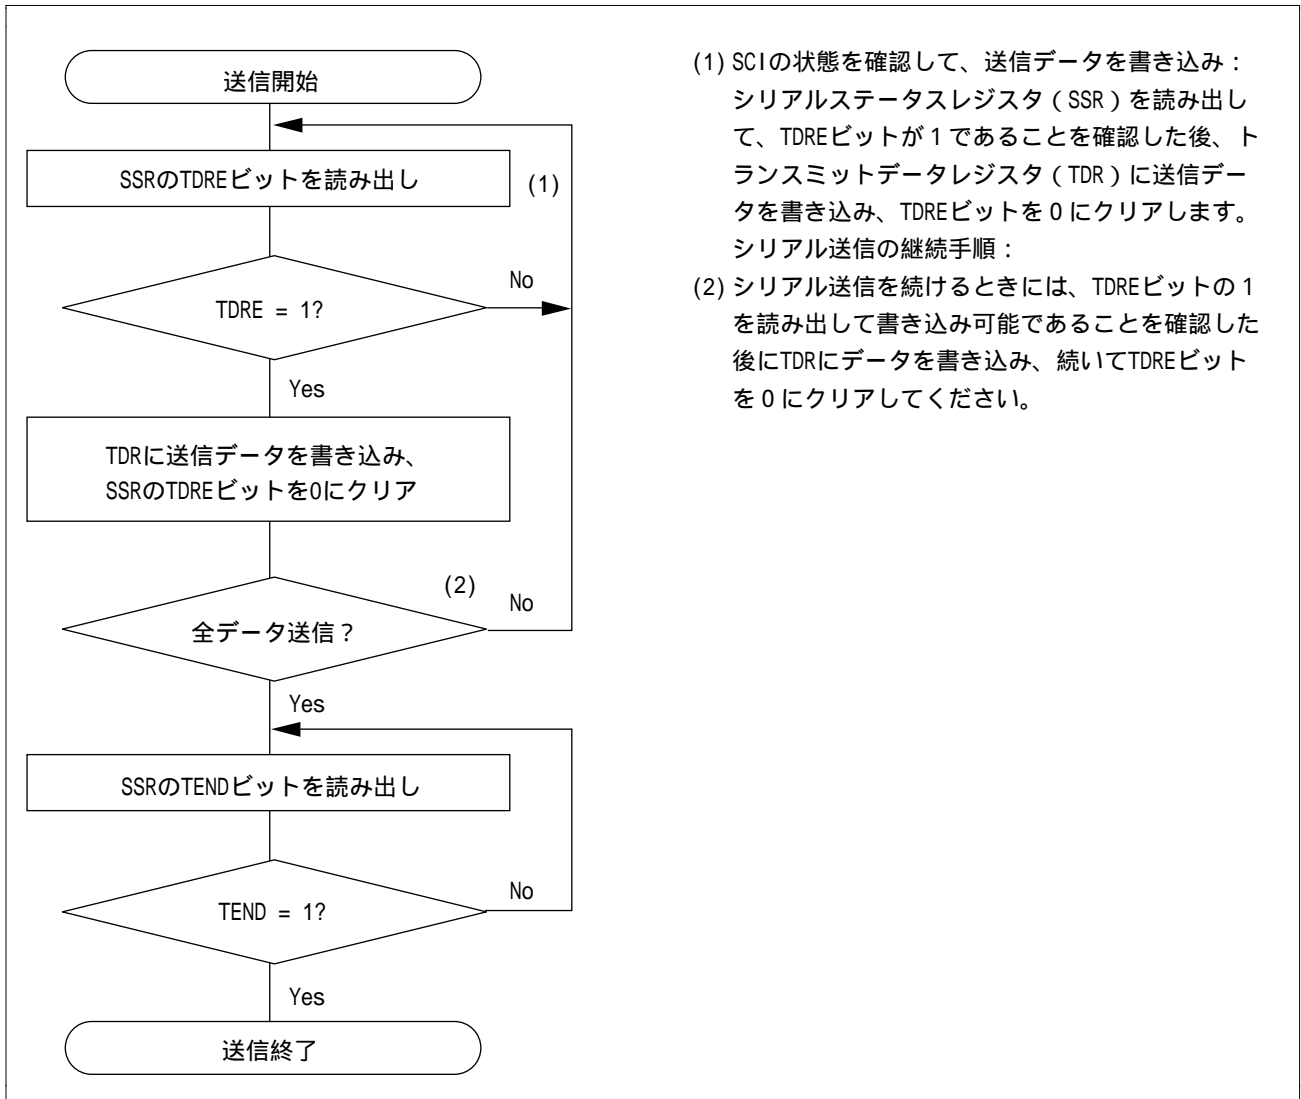 送信開始
SSRのTDREビットを読み出し
(1)
TDRE = 1?
No
Yes
TDRに送信データを書き込み、
SSRのTDREビットを0にクリア
(2)
全データ送信？
No
Yes
SSRのTENDビットを読み出し
TEND = 1?
No
Yes
送信終了
(1) SCIの状態を確認して、送信データを書き込み：
シリアルステータスレジスタ（SSR）を読み出し
て、TDREビットが１であることを確認した後、ト
ランスミットデータレジスタ（TDR）に送信デー
タを書き込み、TDREビットを０にクリアします。
シリアル送信の継続手順：
(2) シリアル送信を続けるときには、TDREビットの１
を読み出して書き込み可能であることを確認した
後にTDRにデータを書き込み、続いてTDREビット
を０にクリアしてください。